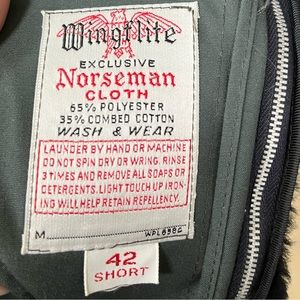 Wingflite
EXCLUSIVE
Norseman
CLOTH
65% POLYESTER
35% COMBED COTTON
WASH & WEAR
LAUNDER BY HAND OR MACHINE
DO NOT SPIN DRY OR WRING. RINSE
3 TIMES AND REMOVE ALL SOAPS OR
DETERGENTS. LIGHT TOUCH UP IRON-
ING WILL HELP RETAIN REPELLENCY.
M WPL6886
42
SHORT